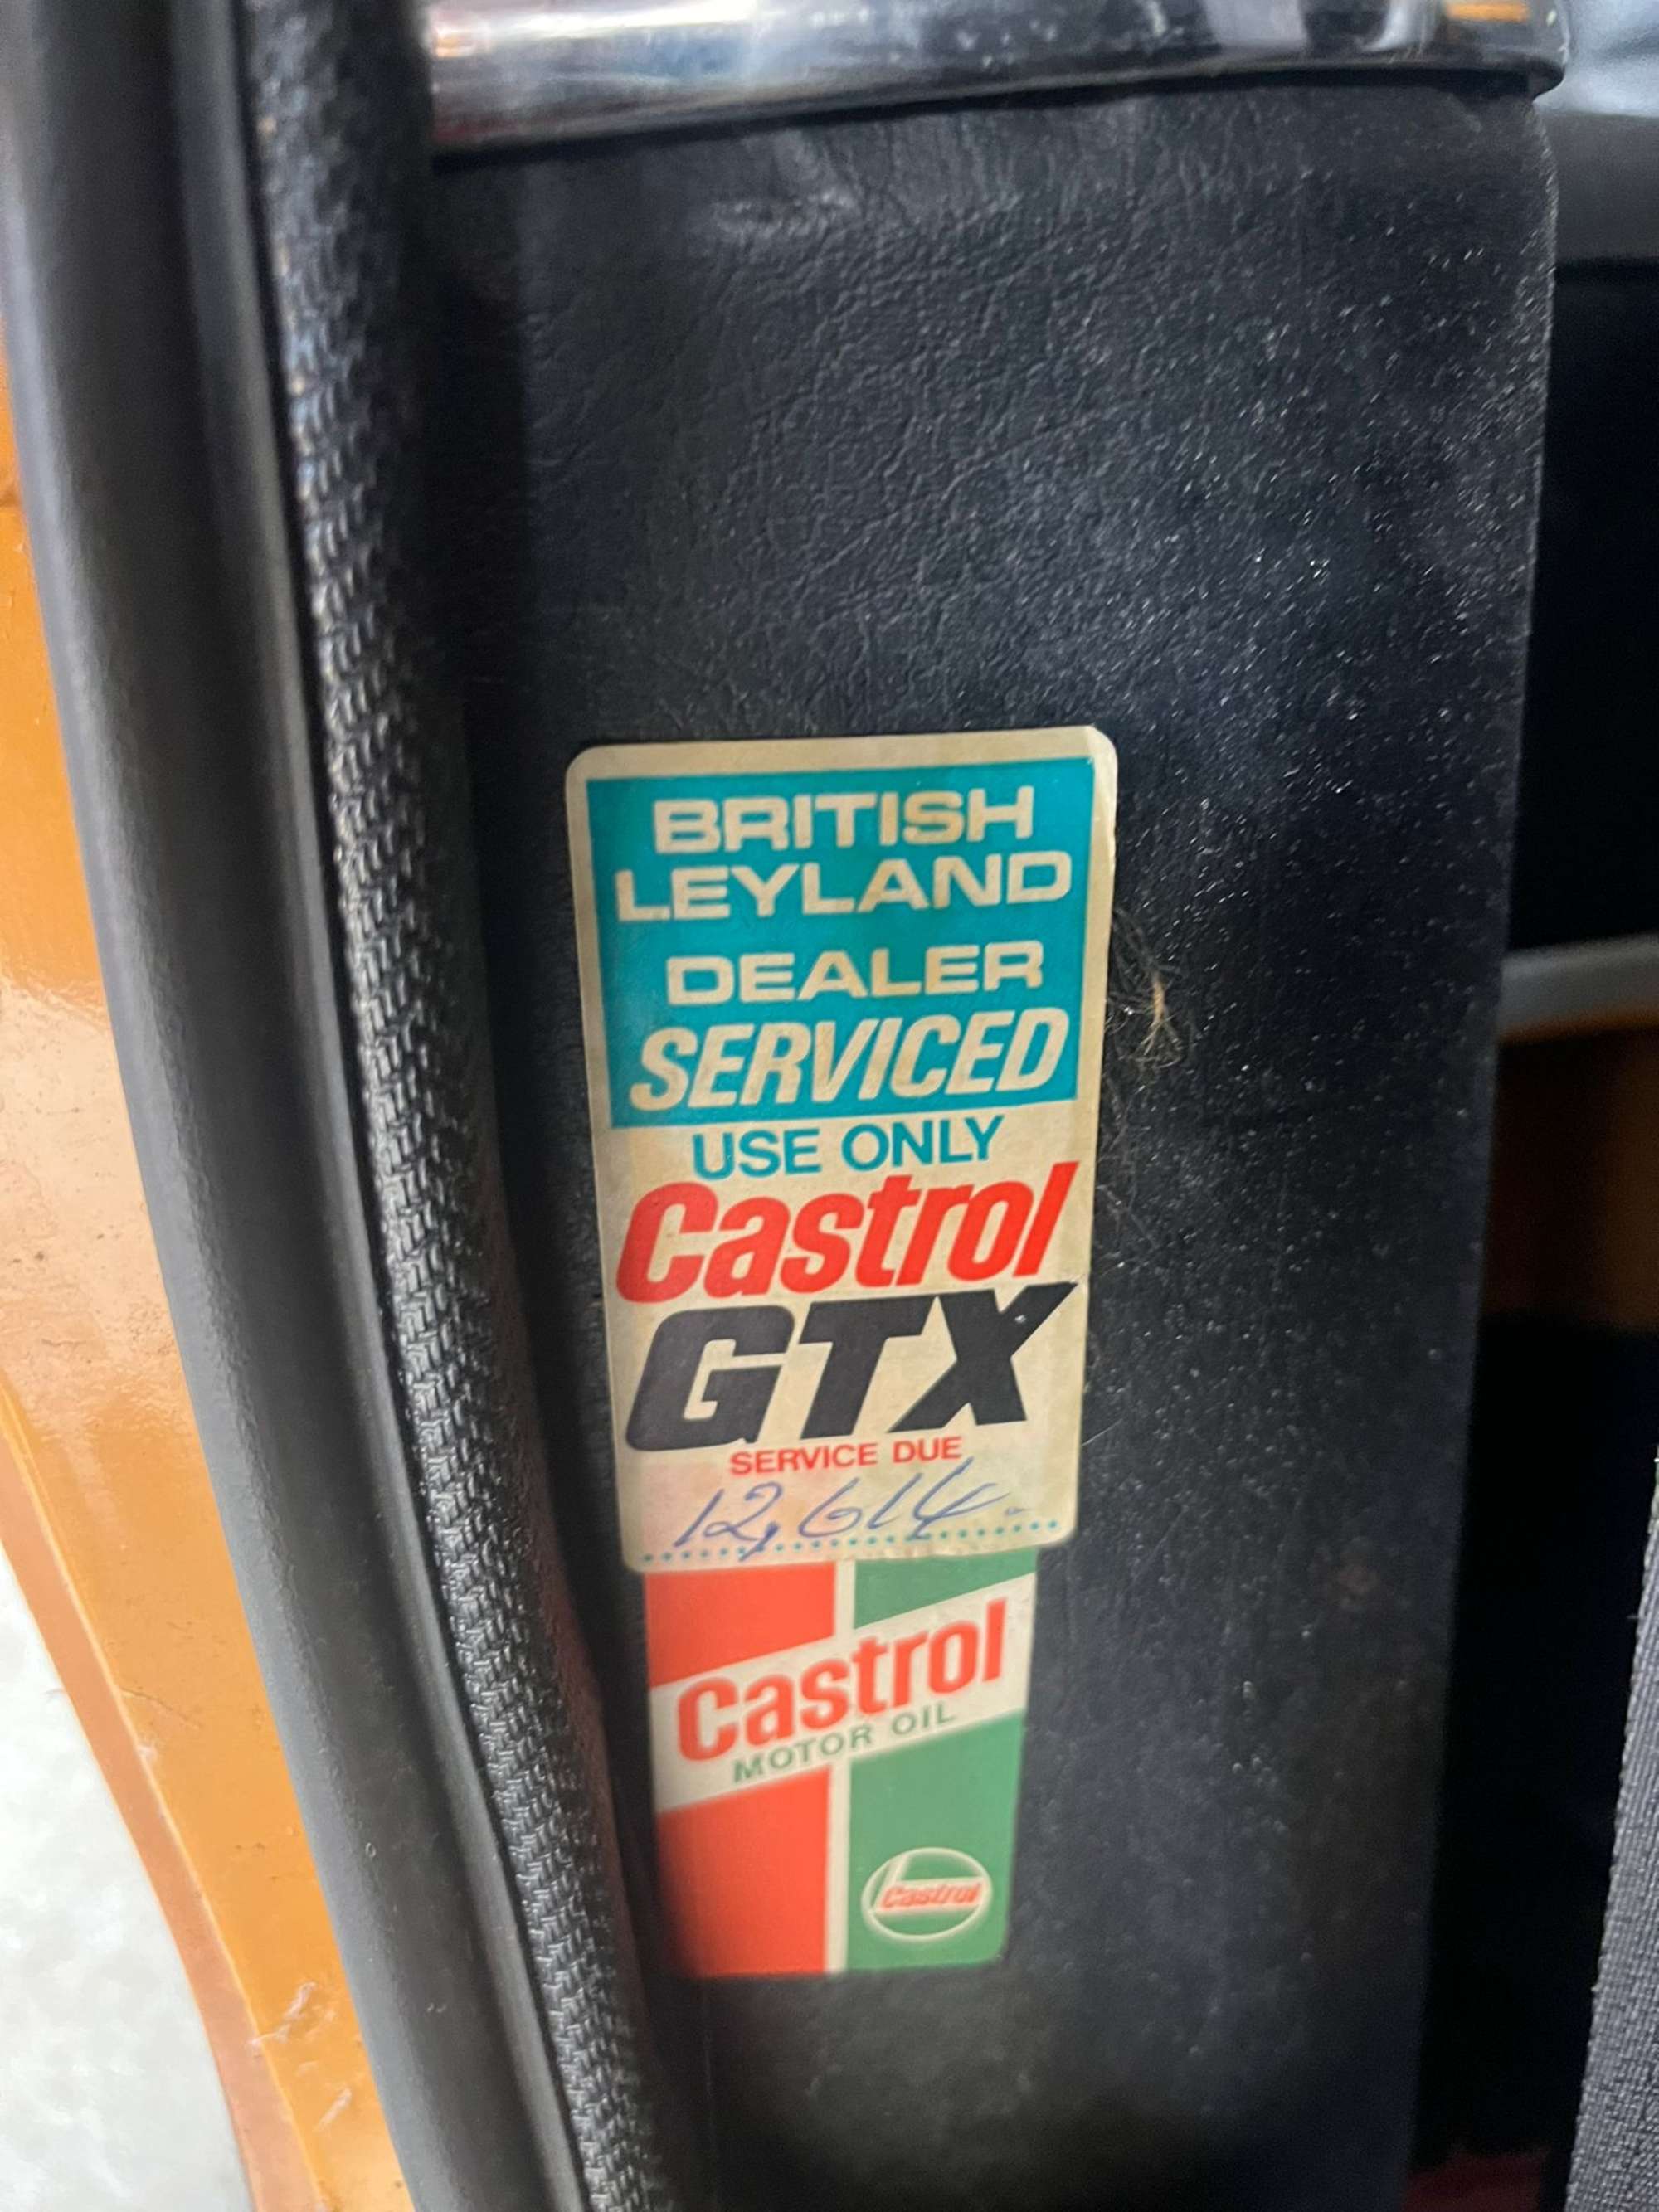 BRITISH
LEYLAND
DEALER
SERVICED
USE ONLY
Castrol
GTX
SERVICE DUE
12,614.
Castrol
MOTOR OIL
Castrol